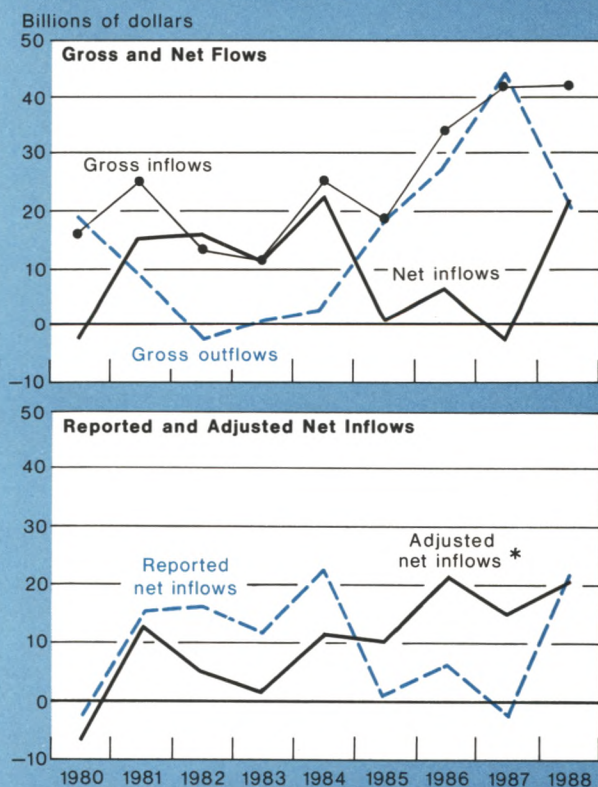 Billions of dollars
50
Gross and Net Flows
40
30
Gross inflows
20
10
Net inflows
0
Gross outflows
−10
50
Reported and Adjusted Net Inflows
40
30
Adjusted
net inflows *
Reported
net inflows
20
10
0
−10
1980 1981 1982 1983 1984 1985 1986 1987 1988